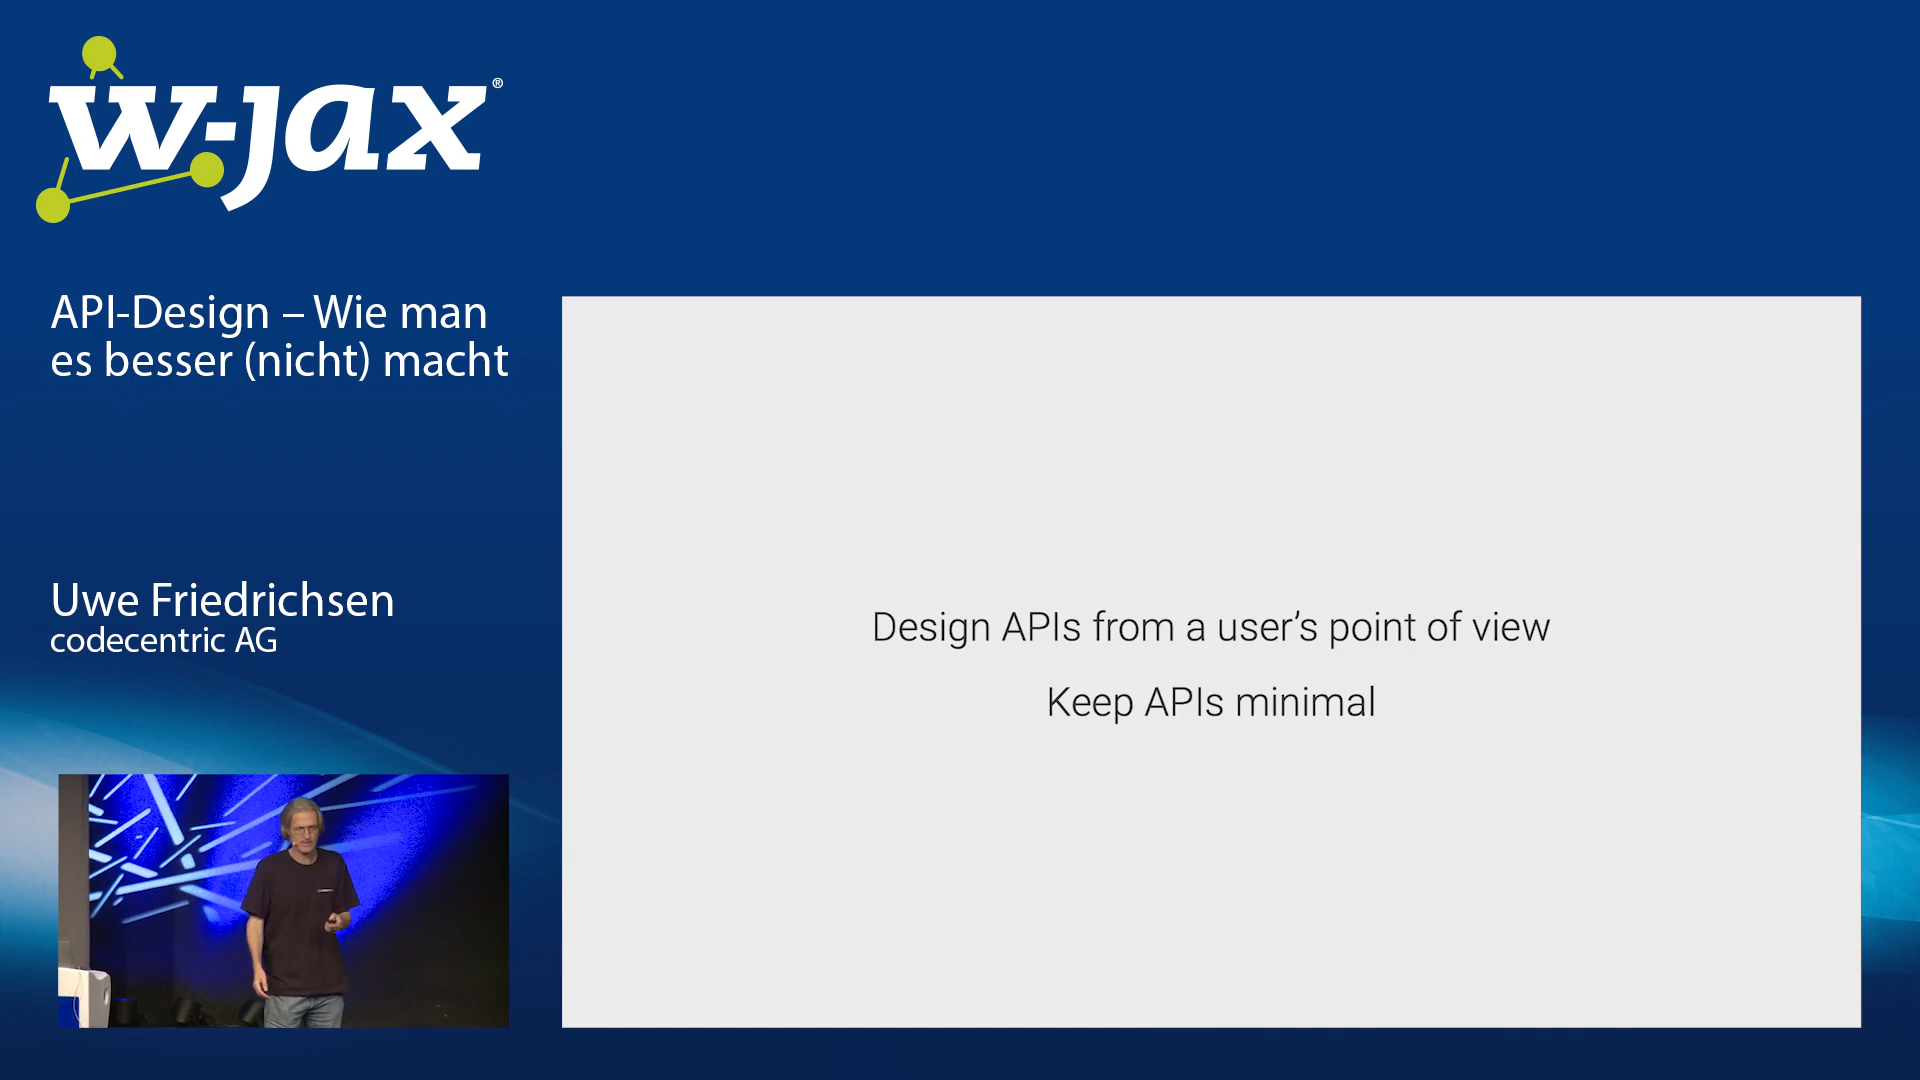 w-jax®
API-Design – Wie man
es besser (nicht) macht
Uwe Friedrichsen
codecentric AG
Design APIs from a user’s point of view
Keep APIs minimal